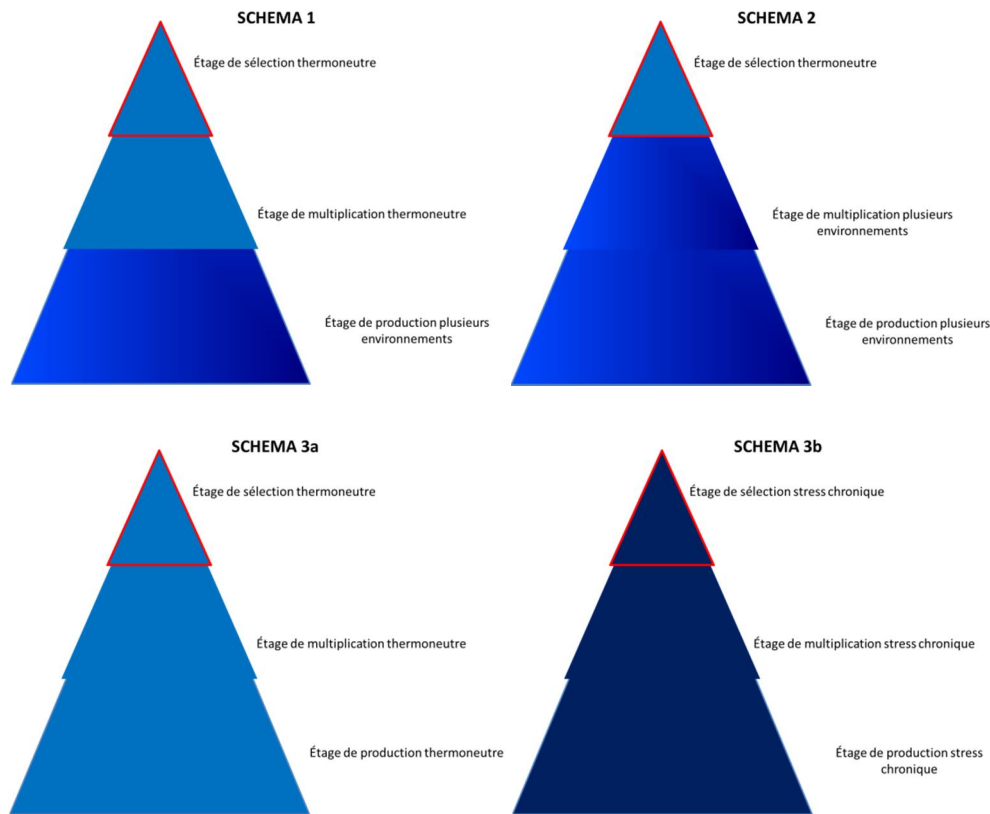 SCHEMA 1
Étage de sélection thermoneutre
Étage de multiplication thermoneutre
Étage de production plusieurs
environnements
SCHEMA 2
Étage de sélection thermoneutre
Étage de multiplication plusieurs
environnements
Étage de production plusieurs
environnements
SCHEMA 3a
Étage de sélection thermoneutre
Étage de multiplication thermoneutre
Étage de production thermoneutre
SCHEMA 3b
Étage de sélection stress chronique
Étage de multiplication stress chronique
Étage de production stress
chronique